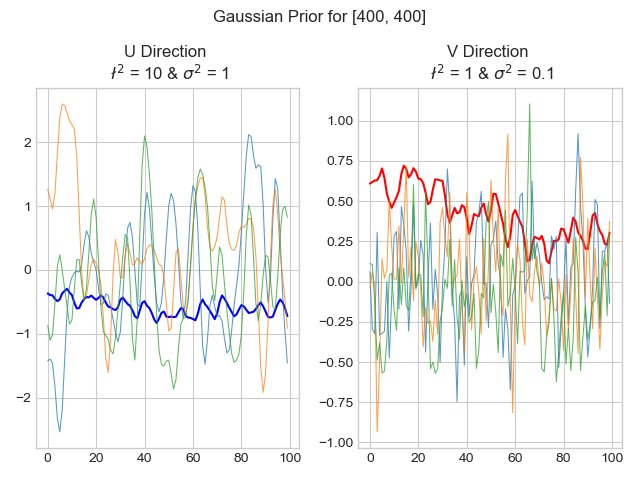 Gaussian Prior for [400, 400]
U Direction
ƚ² = 10 & σ² = 1
V Direction
ƚ² = 1 & σ² = 0.1
2
1
0
−1
−2
0 20 40 60 80 100
1.00
0.75
0.50
0.25
0.00
−0.25
−0.50
−0.75
−1.00
0 20 40 60 80 100